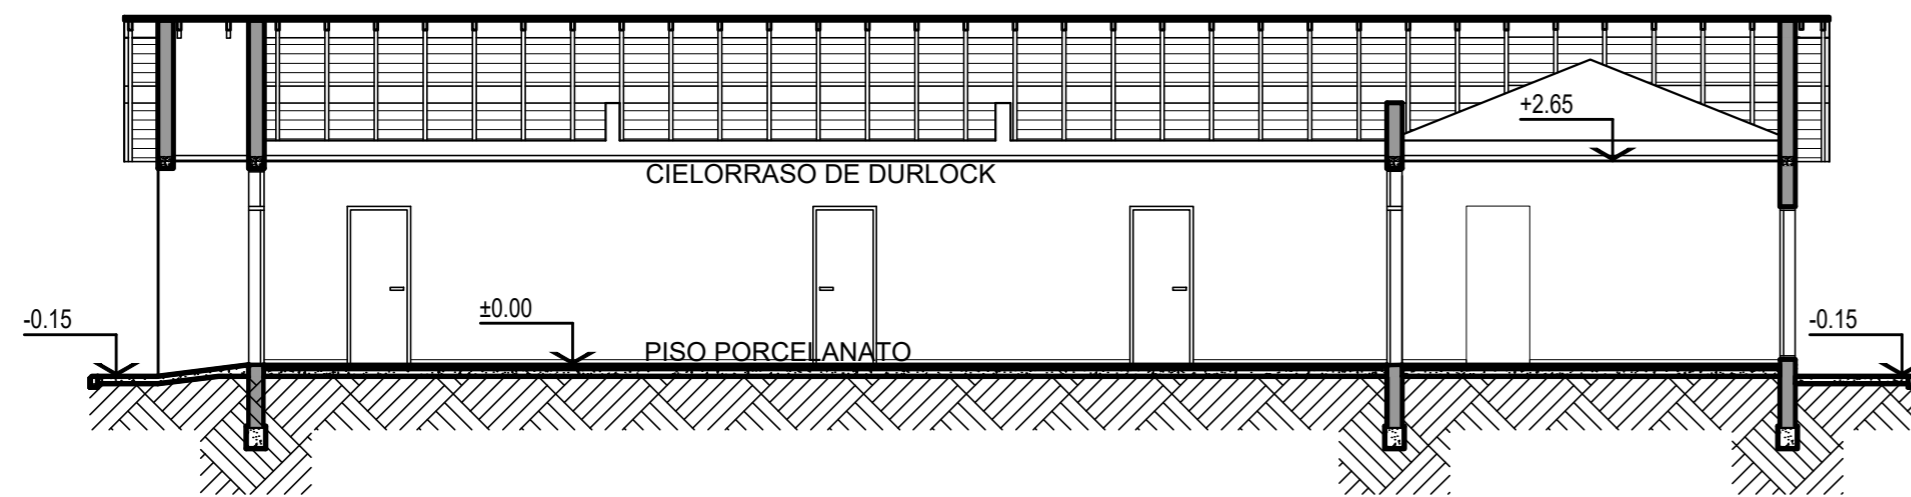 +2.65
CIELORRASO DE DURLOCK
-0.15
±0.00
PISO PORCELANATO
-0.15